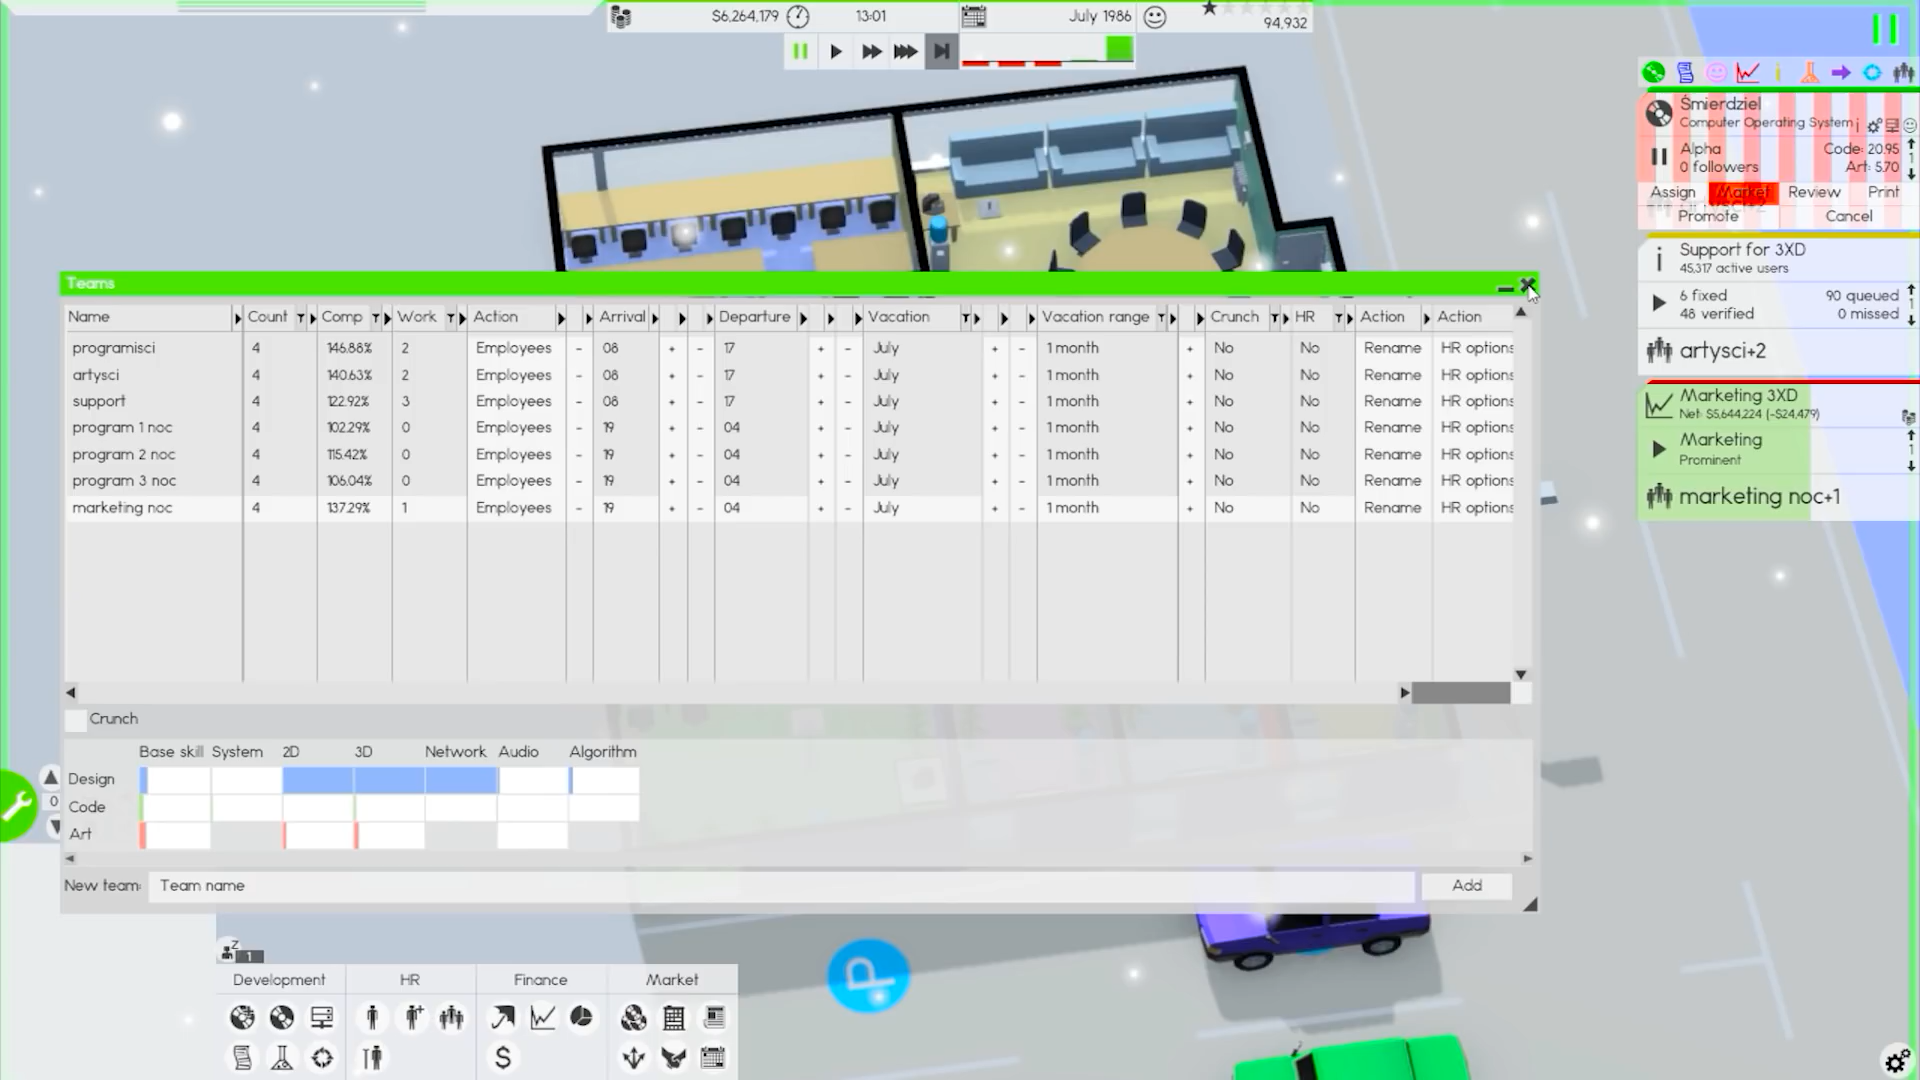 $6,264,179
13:01
July 1986
94,932
Śmierdziel
Computer Operating System
Alpha
Code: 20.95
0 followers
Art: 5.70
1
Assign Market Review Print
Promote Cancel
Support for 3XD
45,317 active users
6 fixed 90 queued
48 verified 0 missed
1
artysci+2
Marketing 3XD
Net: $5,644,224 (-$24,479)
Marketing
Prominent
1
marketing noc+1
Teams
Name Count Comp Work Action Arrival Departure Vacation Vacation range Crunch HR Action Action
programisci 4 146.88% 2 Employees - 08 + - 17 + - July + - 1 month + No No Rename HR options
artysci 4 140.63% 2 Employees - 08 + - 17 + - July + - 1 month + No No Rename HR options
support 4 122.92% 3 Employees - 08 + - 17 + - July + - 1 month + No No Rename HR options
program 1 noc 4 102.29% 0 Employees - 19 + - 04 + - July + - 1 month + No No Rename HR options
program 2 noc 4 115.42% 0 Employees - 19 + - 04 + - July + - 1 month + No No Rename HR options
program 3 noc 4 106.04% 0 Employees - 19 + - 04 + - July + - 1 month + No No Rename HR options
marketing noc 4 137.29% 1 Employees - 19 + - 04 + - July + - 1 month + No No Rename HR options
Crunch
Base skill System 2D 3D Network Audio Algorithm
Design
Code
Art
0
New team: Team name Add
P
Z
1
Development HR Finance Market